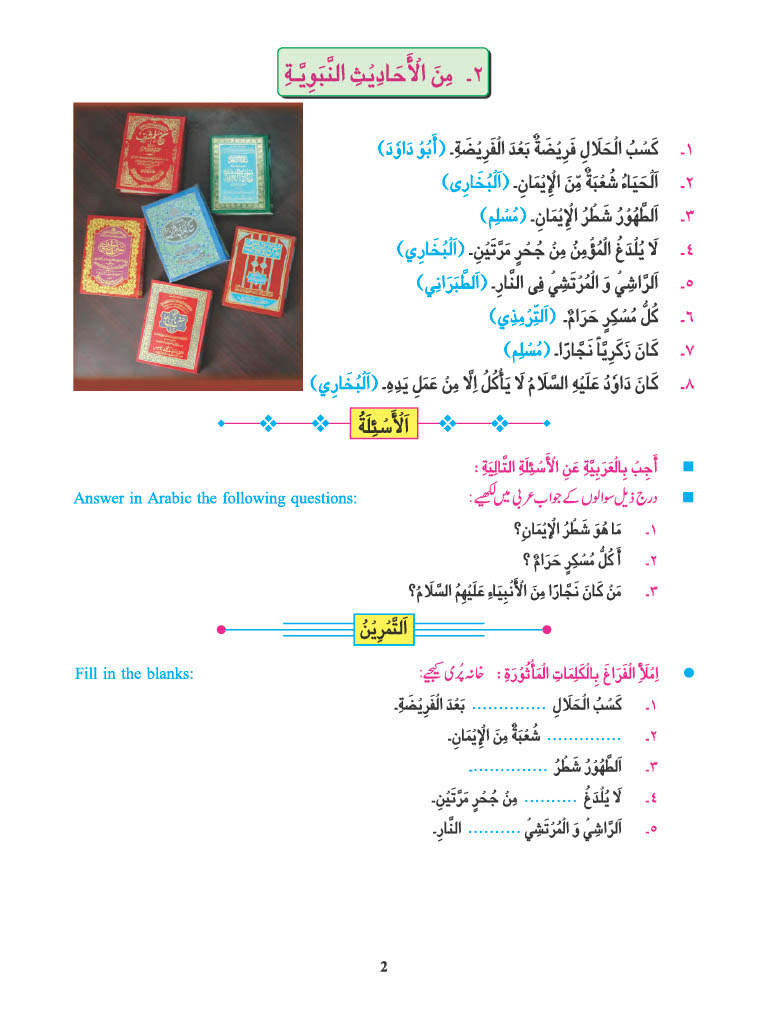 ٢۔ مِنَ الْأَحَادِيْثِ النَّبَوِيَّةِ
١۔ كَسْبُ الْحَلَالِ فَرِيْضَةٌ بَعْدَ الْفَرِيْضَةِ۔ (أَبُوْ دَاوٗدَ)
٢۔ اَلْحَيَاءُ شُعْبَةٌ مِّنَ الْإِيْمَانِ۔ (اَلْبُخَارِى)
٣۔ اَلطَّهُوْرُ شَطْرُ الْإِيْمَانِ۔ (مُسْلِم)
٤۔ لَا يُلْدَغُ الْمُؤْمِنُ مِنْ جُحْرٍ مَرَّتَيْنِ۔ (اَلْبُخَارِي)
٥۔ اَلرَّاشِيْ وَ الْمُرْتَشِيْ فِى النَّارِ۔ (اَلطَّبَرَانِي)
٦۔ كُلُّ مُسْكِرٍ حَرَامٌ۔ (اَلتِّرْمِذِي)
٧۔ كَانَ زَكَرِيَّاُ نَجَّارًا۔ (مُسْلِم)
٨۔ كَانَ دَاوٗدُ عَلَيْهِ السَّلَامُ لَا يَأْكُلُ اِلَّا مِنْ عَمَلِ يَدِهٖ۔ (اَلْبُخَارِي)
اَلْأَسْئِلَةُ
أَجِبْ بِالْعَرَبِيَّةِ عَنِ الْأَسْئِلَةِ التَّالِيَةِ :
درج ذیل سوالوں کے جواب عربی میں لکھیے : Answer in Arabic the following questions:
١۔ مَا هُوَ شَطْرُ الْإِيْمَانِ؟
٢۔ أَ كُلُّ مُسْكِرٍ حَرَامٌ ؟
٣۔ مَنْ كَانَ نَجَّارًا مِنَ الْأَنْبِيَاءِ عَلَيْهِمُ السَّلَامُ؟
اَلتَّمْرِيْنُ
اِمْلَأِ الْفَرَاغَ بِالْكَلِمَاتِ الْمَأْثُوْرَةِ : خانہ پُری کیجیے: Fill in the blanks:
١۔ كَسْبُ الْحَلَالِ .............. بَعْدَ الْفَرِيْضَةِ۔
٢۔ .............. شُعْبَةٌ مِنَ الْإِيْمَانِ۔
٣۔ اَلطَّهُوْرُ شَطْرُ ..............۔
٤۔ لَا يُلْدَغُ .......... مِنْ جُحْرٍ مَرَّتَيْنِ۔
٥۔ اَلرَّاشِيْ وَ الْمُرْتَشِيْ .......... النَّارِ۔
2